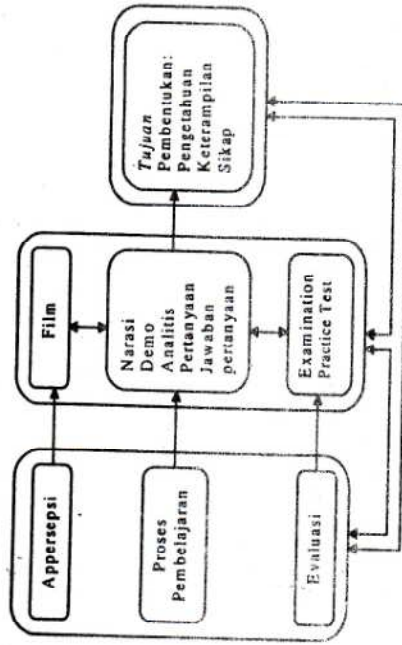 Appersepsi
Proses
Pembelajaran
Evaluasi
Film
Narasi
Demo
Analitis
Pertanyaan
Jawaban
pertanyaan
Examination
Practice Test
Tujuan
Pembentukan:
Pengetahuan
Keterampilan
Sikap